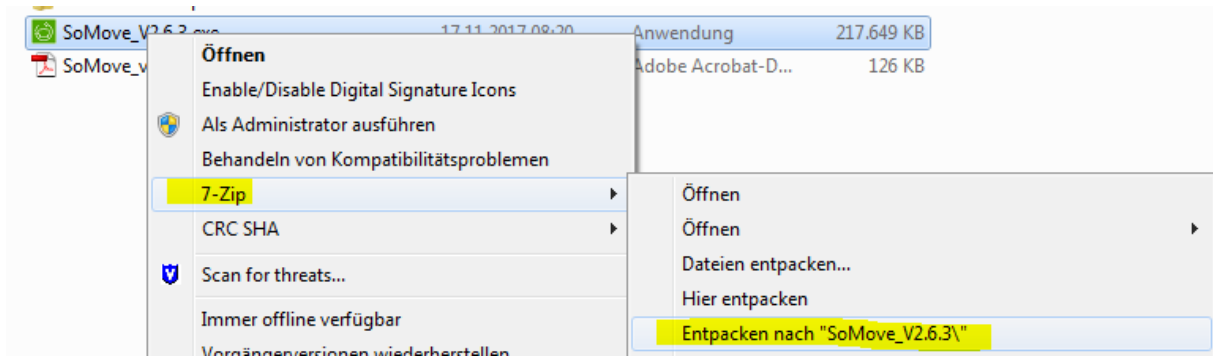 SoMove_V2.6.3.exe 17.11.2017 08:20 Anwendung 217.649 KB
SoMove_v Adobe Acrobat-D... 126 KB
Öffnen
Enable/Disable Digital Signature Icons
Als Administrator ausführen
Behandeln von Kompatibilitätsproblemen
7-Zip
CRC SHA
Scan for threats...
Immer offline verfügbar
Vorgängerversionen wiederherstellen
Öffnen
Öffnen
Dateien entpacken...
Hier entpacken
Entpacken nach "SoMove_V2.6.3\"